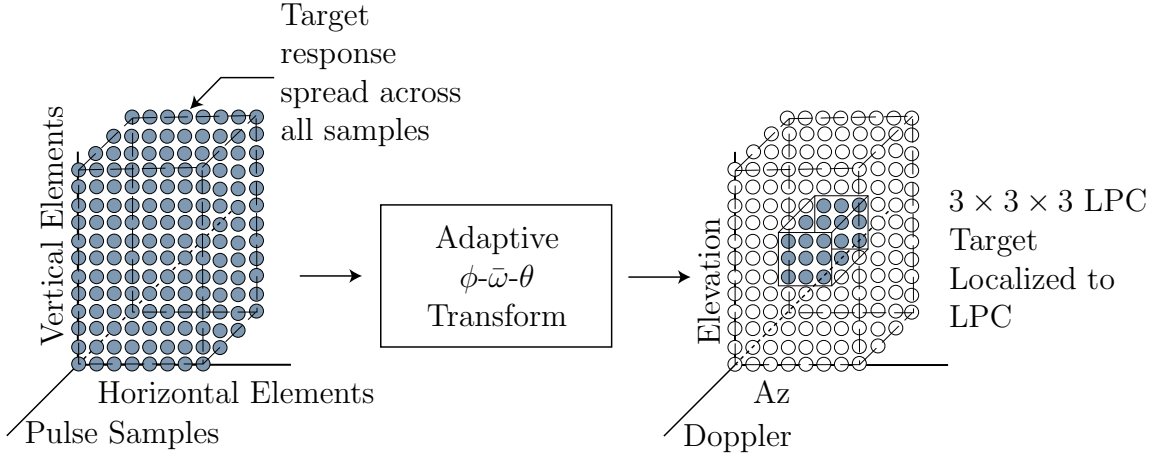 Target
response
spread across
all samples
Vertical Elements
Horizontal Elements
Pulse Samples
Adaptive
ϕ-ω̄-θ
Transform
Elevation
Az
Doppler
3 × 3 × 3 LPC
Target
Localized to
LPC